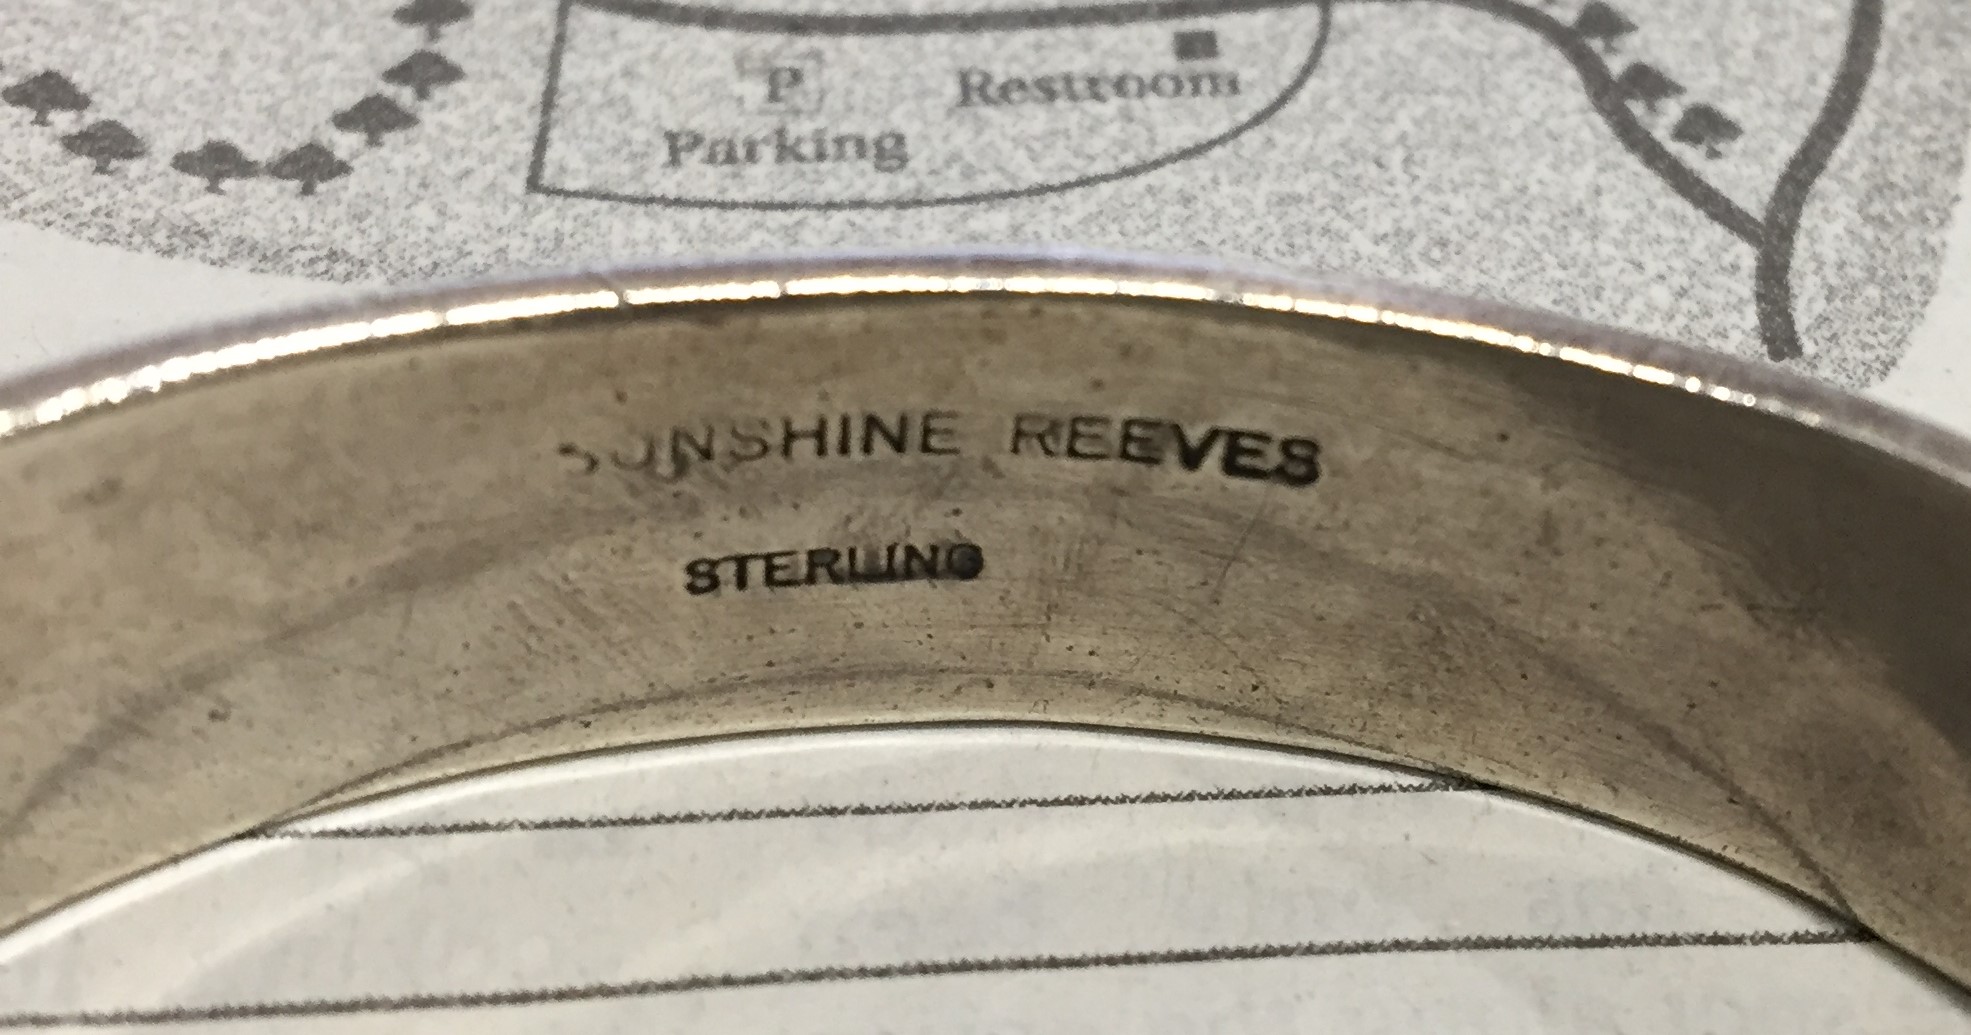 P
Restroom
Parking
SUNSHINE REEVES
STERLING